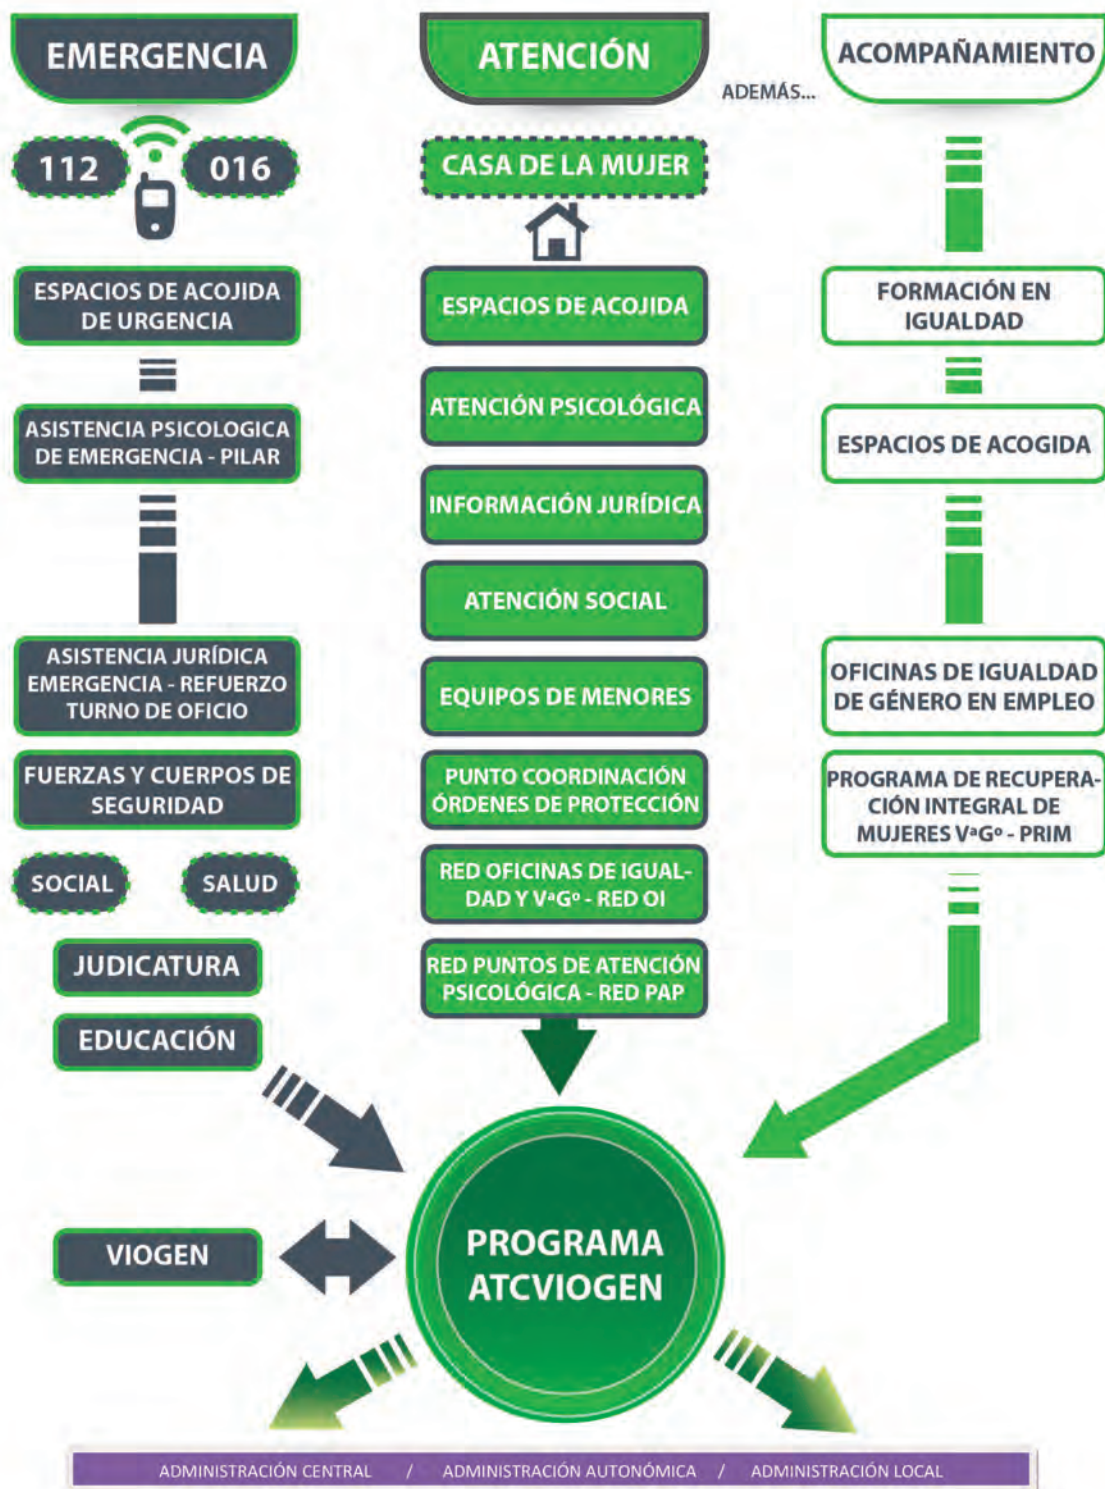 EMERGENCIA
112
016
ESPACIOS DE ACOJIDA
DE URGENCIA
ASISTENCIA PSICOLOGICA
DE EMERGENCIA - PILAR
ASISTENCIA JURÍDICA
EMERGENCIA - REFUERZO
TURNO DE OFICIO
FUERZAS Y CUERPOS DE
SEGURIDAD
SOCIAL
SALUD
JUDICATURA
EDUCACIÓN
VIOGEN
ATENCIÓN
CASA DE LA MUJER
ESPACIOS DE ACOJIDA
ATENCIÓN PSICOLÓGICA
INFORMACIÓN JURÍDICA
ATENCIÓN SOCIAL
EQUIPOS DE MENORES
PUNTO COORDINACIÓN
ÓRDENES DE PROTECCIÓN
RED OFICINAS DE IGUAL-
DAD Y VªGº - RED OI
RED PUNTOS DE ATENCIÓN
PSICOLÓGICA - RED PAP
ADEMÁS...
ACOMPAÑAMIENTO
FORMACIÓN EN
IGUALDAD
ESPACIOS DE ACOGIDA
OFICINAS DE IGUALDAD
DE GÉNERO EN EMPLEO
PROGRAMA DE RECUPERA-
CIÓN INTEGRAL DE
MUJERES VªGº - PRIM
PROGRAMA
ATCVIOGEN
ADMINISTRACIÓN CENTRAL / ADMINISTRACIÓN AUTONÓMICA / ADMINISTRACIÓN LOCAL